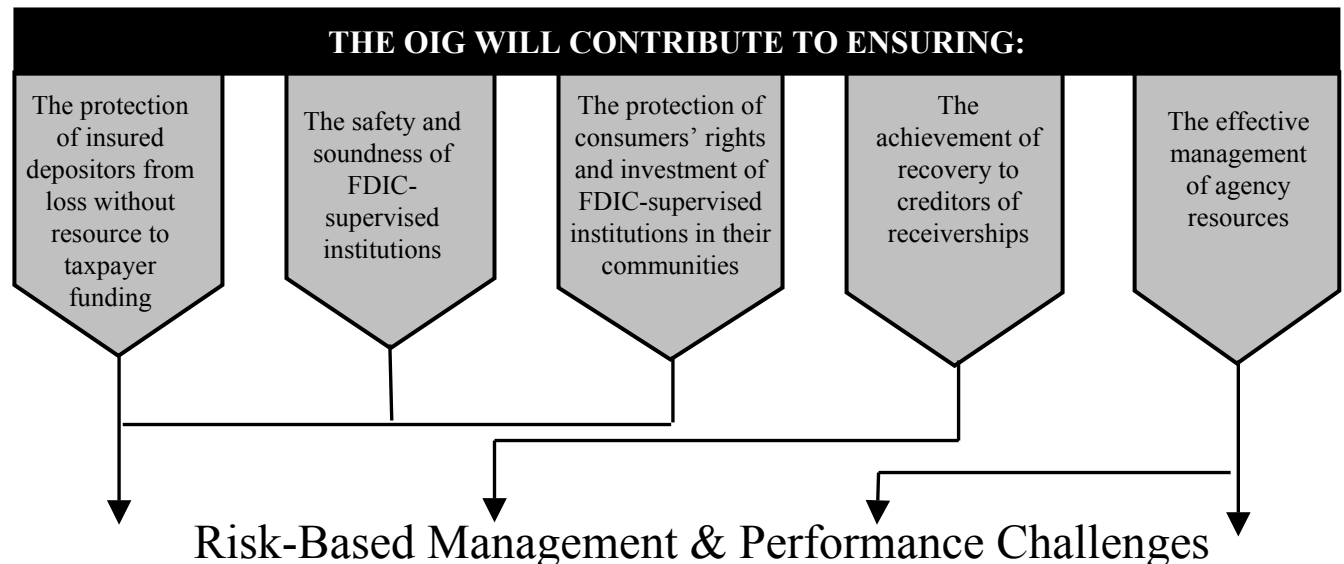 THE OIG WILL CONTRIBUTE TO ENSURING:
The protection
of insured
depositors from
loss without
resource to
taxpayer
funding
The safety and
soundness of
FDIC-
supervised
institutions
The protection of
consumers’ rights
and investment of
FDIC-supervised
institutions in their
communities
The
achievement of
recovery to
creditors of
receiverships
The effective
management
of agency
resources
Risk-Based Management & Performance Challenges